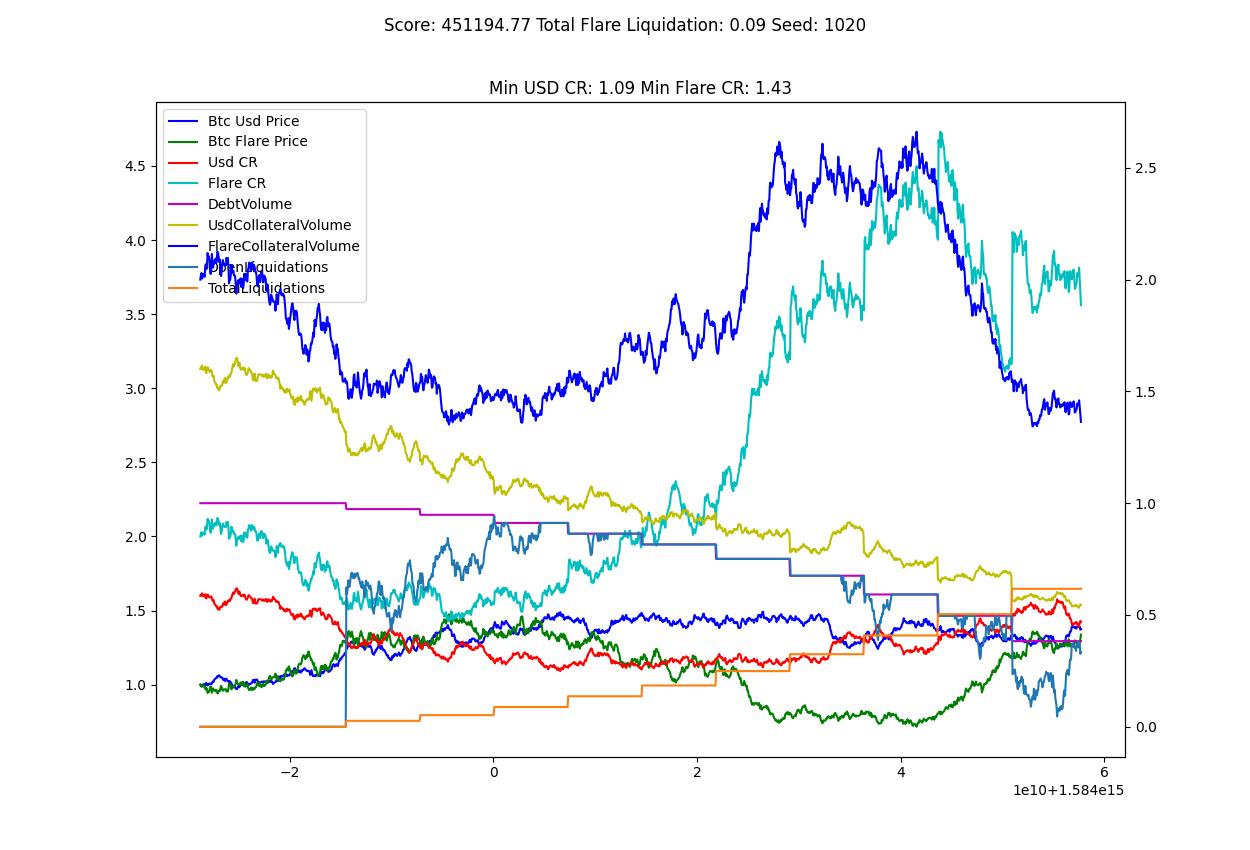 Score: 451194.77 Total Flare Liquidation: 0.09 Seed: 1020
Min USD CR: 1.09 Min Flare CR: 1.43
Btc Usd Price
Btc Flare Price
Usd CR
Flare CR
DebtVolume
UsdCollateralVolume
FlareCollateralVolume
OpenLiquidations
TotalLiquidations
4.5
4.0
3.5
3.0
2.5
2.0
1.5
1.0
2.5
2.0
1.5
1.0
0.5
0.0
−2 0 2 4 6
1e10+1.584e15